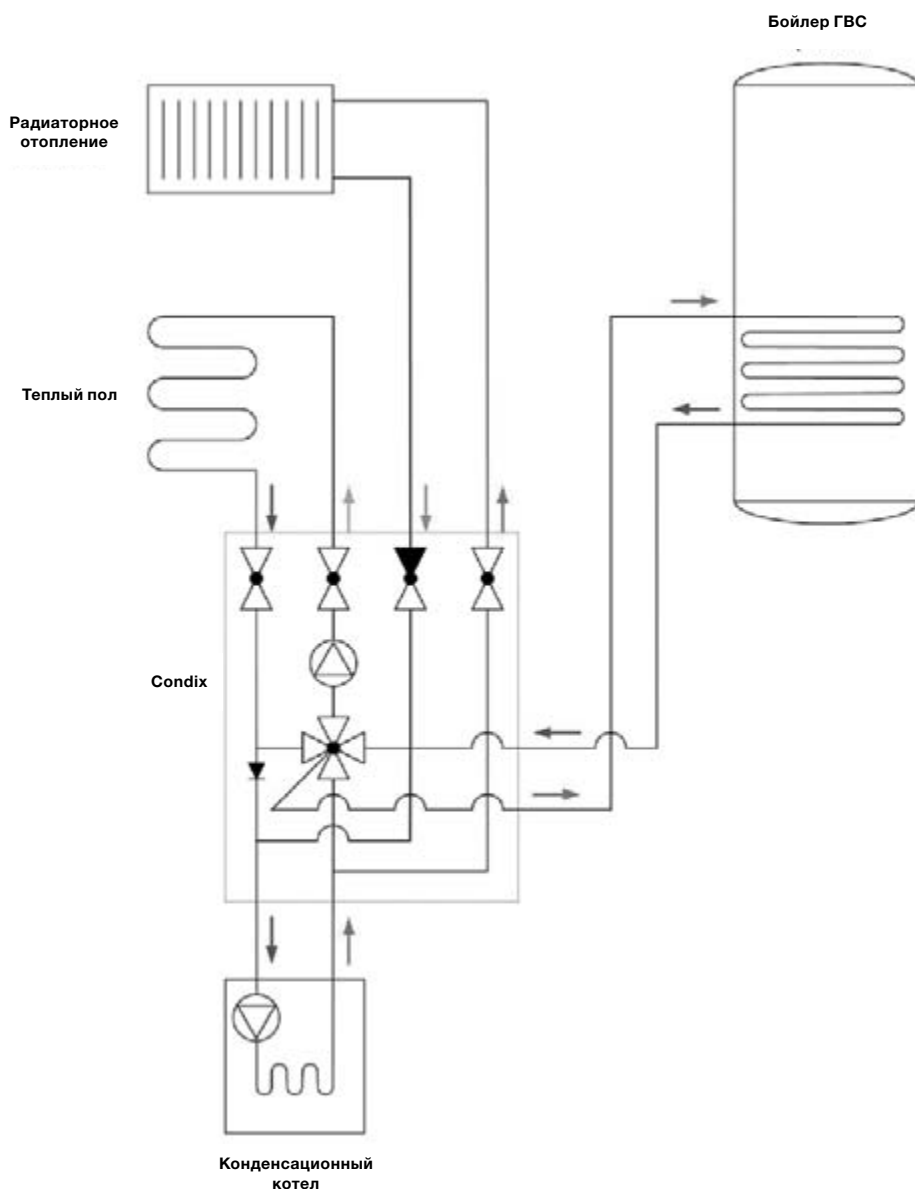 Бойлер ГВС
Радиаторное
отопление
Теплый пол
Condix
Конденсационный
котел